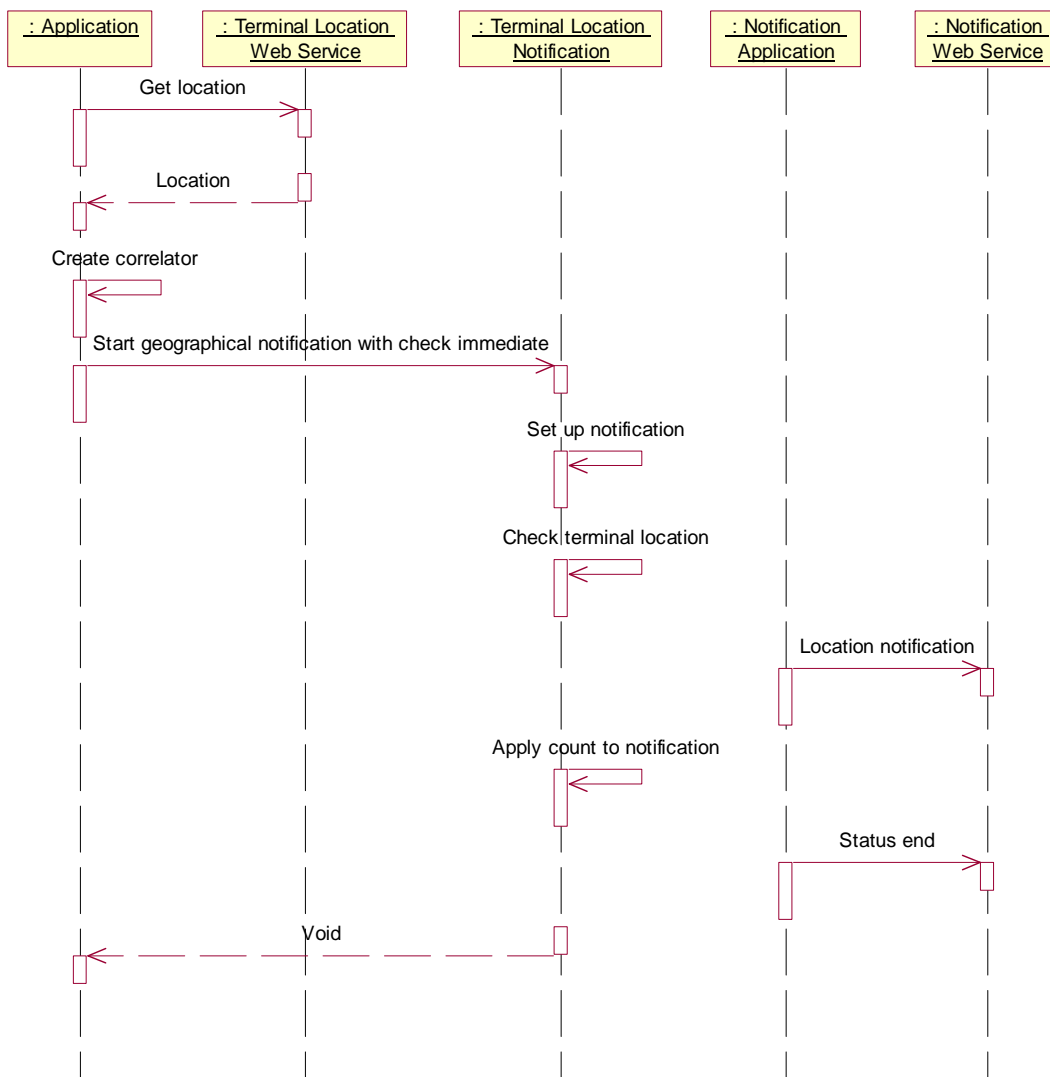 : Application
: Terminal Location
Web Service
: Terminal Location
Notification
: Notification
Application
: Notification
Web Service
Get location
Location
Create correlator
Start geographical notification with check immediate
Set up notification
Check terminal location
Location notification
Apply count to notification
Status end
Void